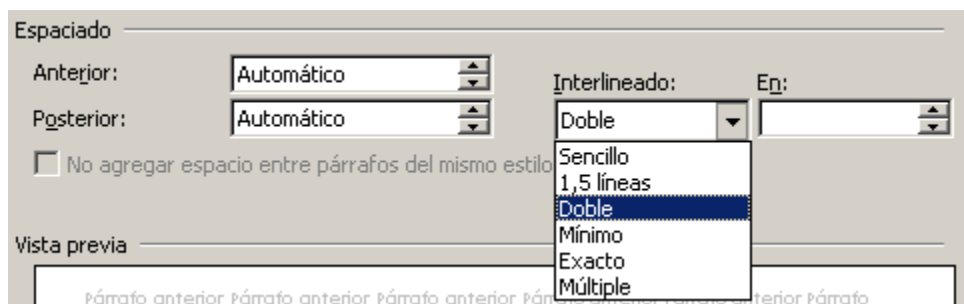 Espaciado
Anterior: Automático
Interlineado: En:
Posterior: Automático Doble
No agregar espacio entre párrafos del mismo estilo
Sencillo
1,5 líneas
Doble
Mínimo
Exacto
Múltiple
Vista previa
Párrafo anterior Párrafo anterior Párrafo anterior Párrafo